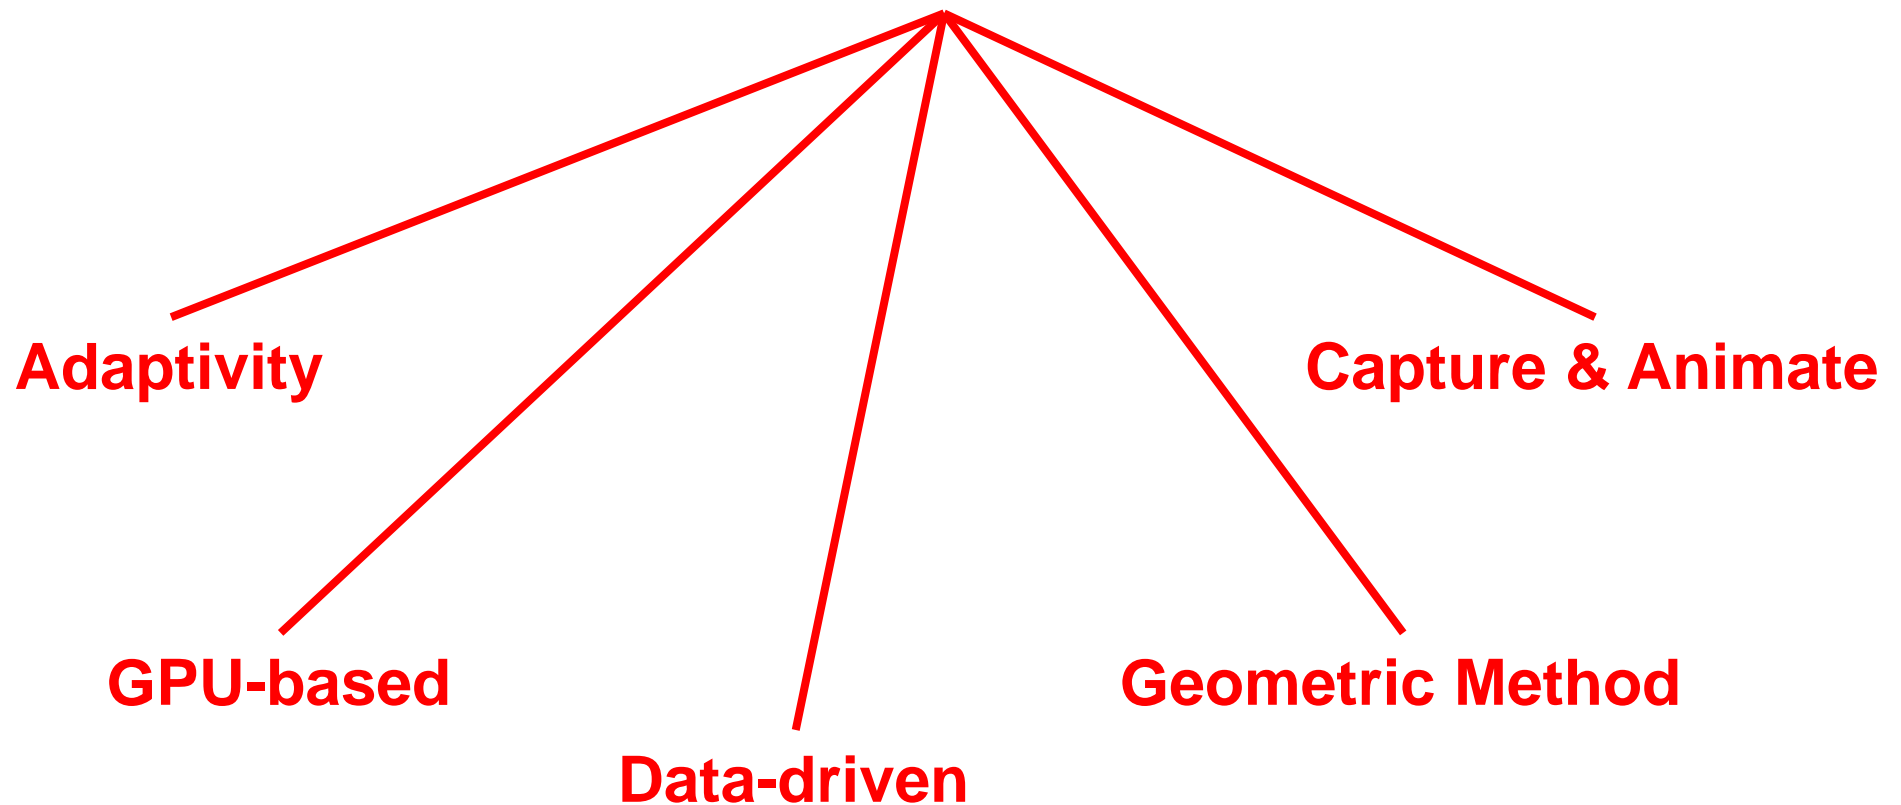 Adaptivity
Capture & Animate
GPU-based
Geometric Method
Data-driven